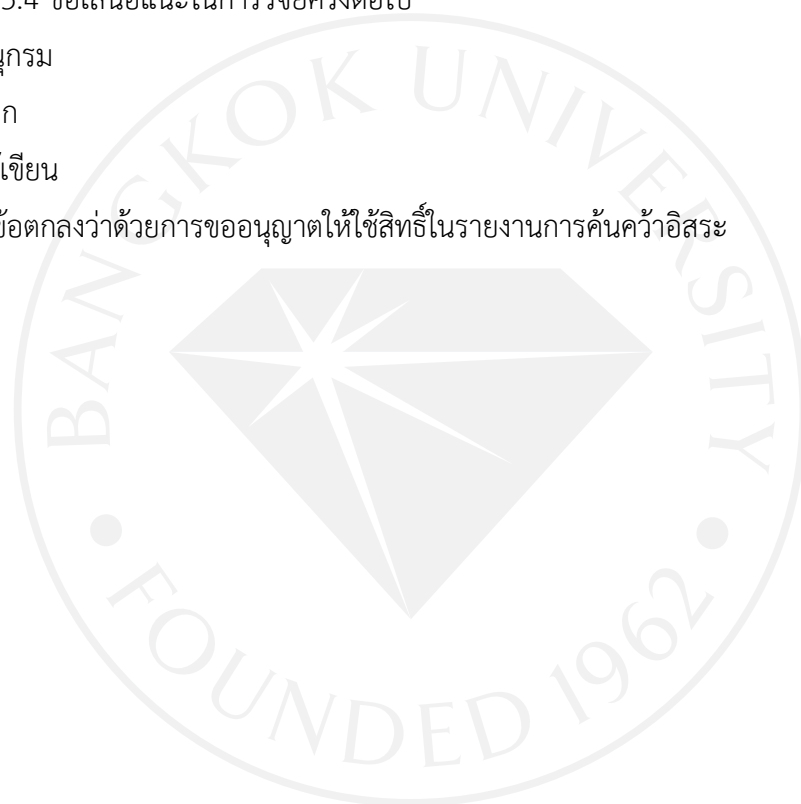 5.4 ข้อเสนอแนะในการวิจัยครั้งต่อไป
นุกรม
ก
เขียน
ข้อตกลงว่าด้วยการขออนุญาตให้ใช้สิทธิ์ในรายงานการค้นคว้าอิสระ
BANGKOK UNIVERSITY
• FOUNDED 1962 •